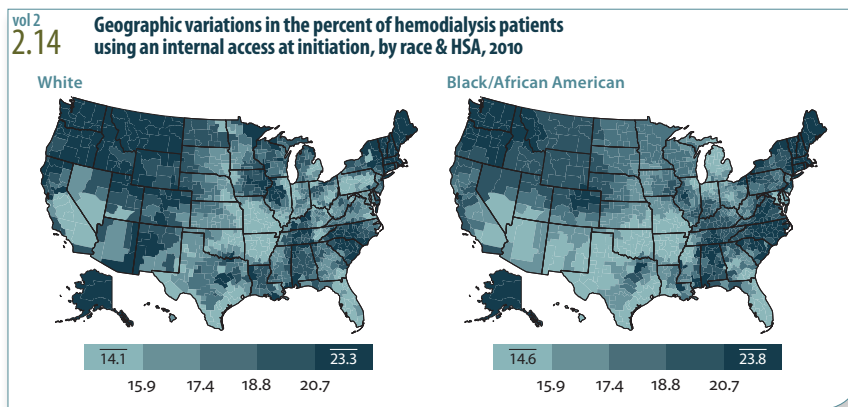 vol 2
2.14
Geographic variations in the percent of hemodialysis patients
using an internal access at initiation, by race & HSA, 2010
White
Black/African American
14.1 23.3
15.9 17.4 18.8 20.7
14.6 23.8
15.9 17.4 18.8 20.7